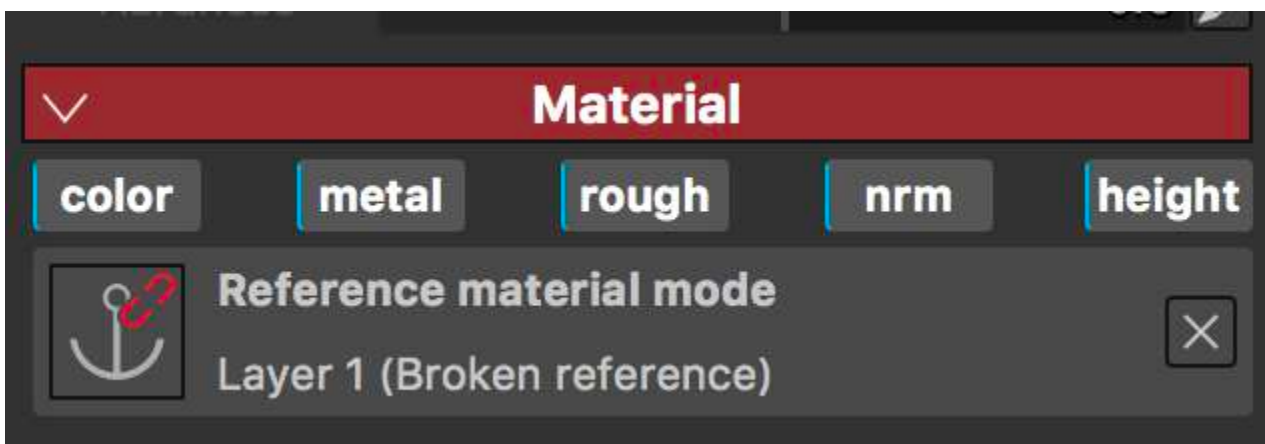 Material
color metal rough nrm height
Reference material mode
Layer 1 (Broken reference)